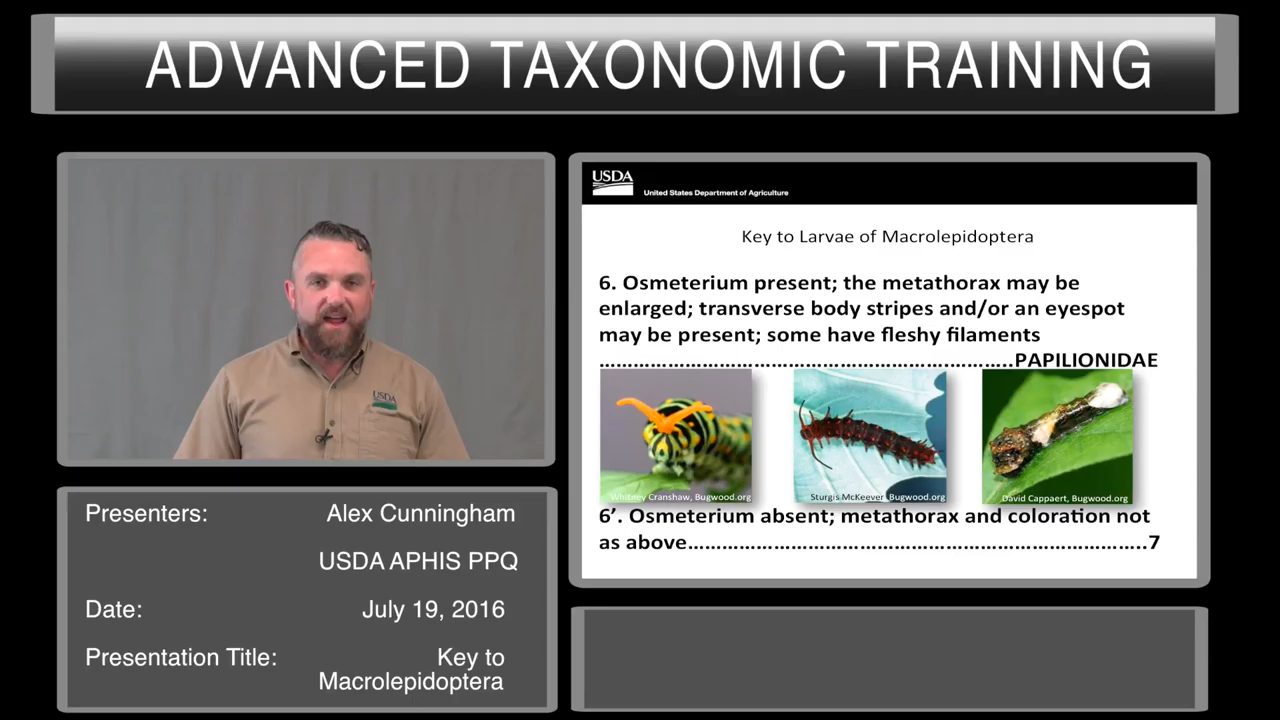 ADVANCED TAXONOMIC TRAINING
USDA
USDA
United States Department of Agriculture
Key to Larvae of Macrolepidoptera
6. Osmeterium present; the metathorax may be
enlarged; transverse body stripes and/or an eyespot
may be present; some have fleshy filaments
……………………………………………………….…….PAPILIONIDAE
Whitney Cranshaw, Bugwood.org
Sturgis McKeever, Bugwood.org
David Cappaert, Bugwood.org
6’. Osmeterium absent; metathorax and coloration not
as above……………………………………………………………………..7
Presenters: Alex Cunningham
USDA APHIS PPQ
Date: July 19, 2016
Presentation Title: Key to
Macrolepidoptera